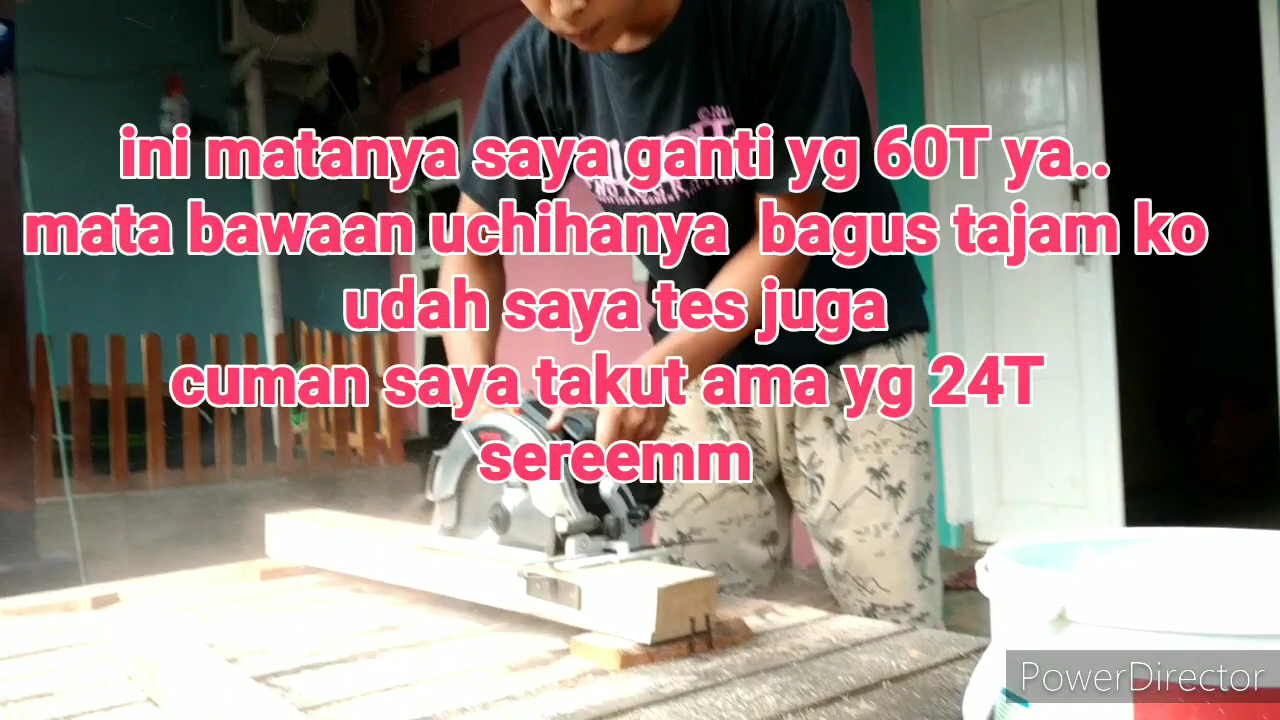 ini matanya saya ganti yg 60T ya..
mata bawaan uchihanya bagus tajam ko
udah saya tes juga
cuman saya takut ama yg 24T
sereemm
PowerDirector